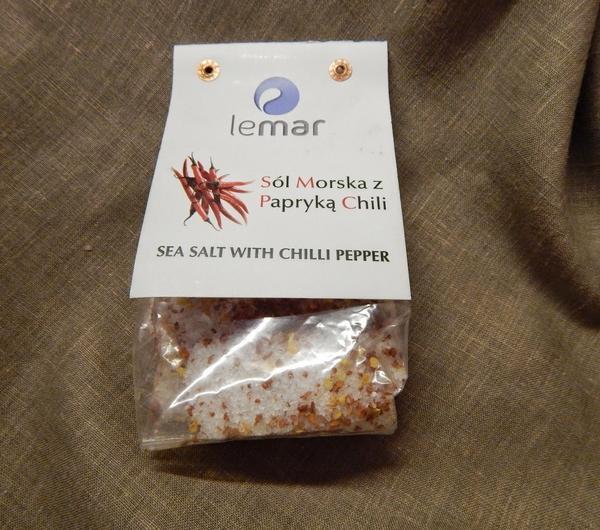 lemar
Sól Morska z
Papryką Chili
SEA SALT WITH CHILLI PEPPER